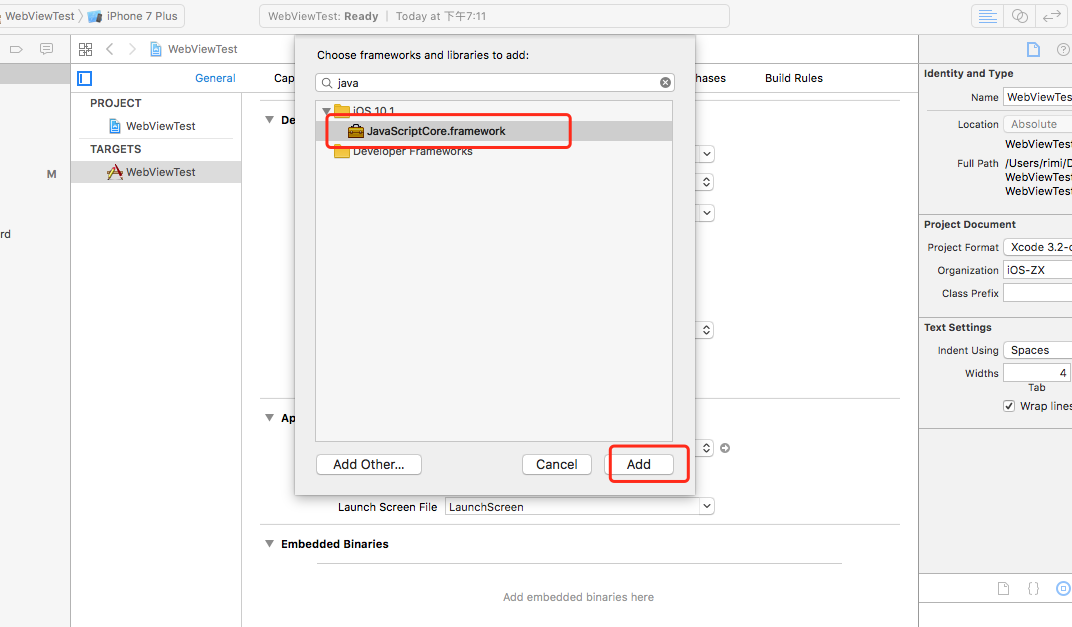 WebViewTest
iPhone 7 Plus
WebViewTest: Ready | Today at 下午7:11
WebViewTest
General
Cap
hases
Build Rules
PROJECT
WebViewTest
TARGETS
WebViewTest
M
rd
Choose frameworks and libraries to add:
java
iOS 10.1
JavaScriptCore.framework
Developer Frameworks
Add Other...
Cancel
Add
De
Ap
Launch Screen File LaunchScreen
Embedded Binaries
Add embedded binaries here
Identity and Type
Name WebViewTes
Location Absolute
WebViewTest
Full Path /Users/rimi/D
WebViewTest
WebViewTest
Project Document
Project Format Xcode 3.2-c
Organization iOS-ZX
Class Prefix
Text Settings
Indent Using Spaces
Widths 4
Tab
Wrap lines